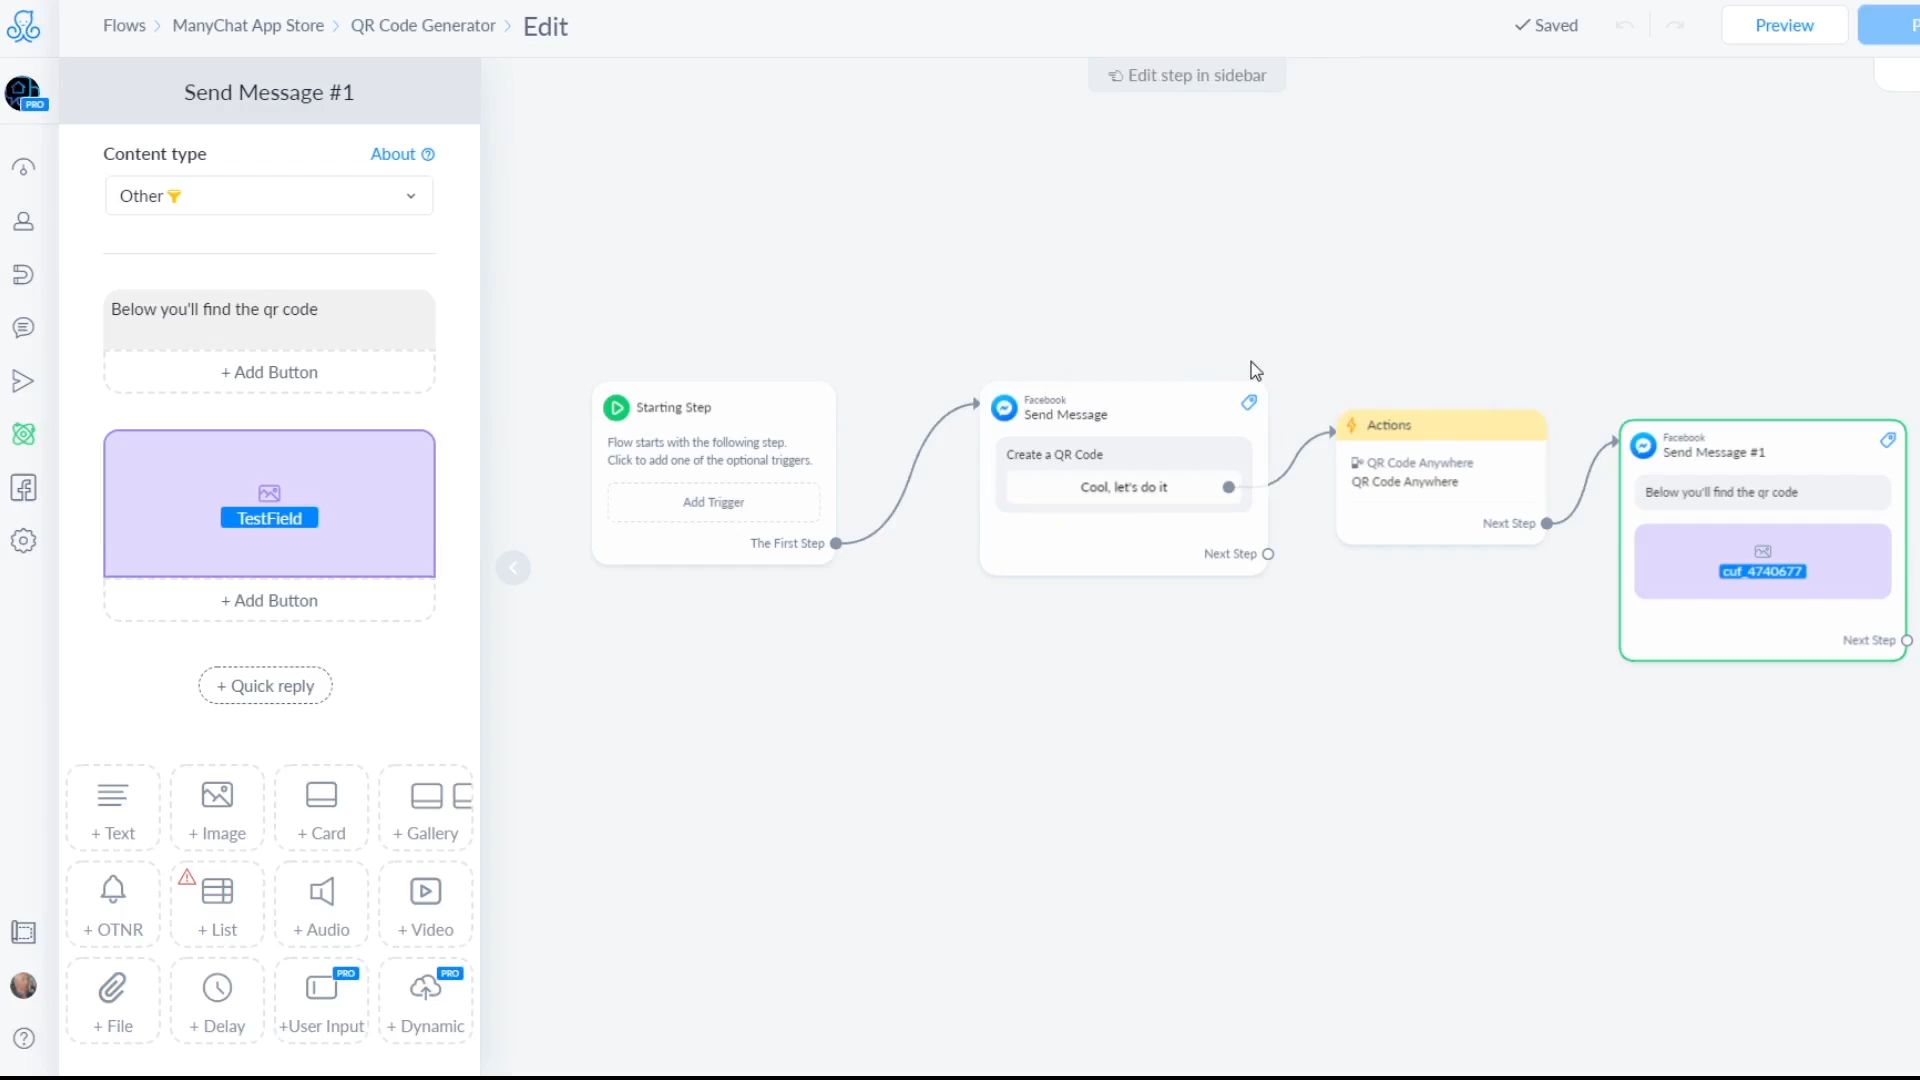 Flows
ManyChat App Store
QR Code Generator
Edit
Saved
Preview
P
PRO
Send Message #1
Edit step in sidebar
Content type
About
Other
Below you'll find the qr code
+ Add Button
TestField
+ Add Button
+ Quick reply
+ Text
+ Image
+ Card
+ Gallery
+ OTNR
+ List
+ Audio
+ Video
+ File
+ Delay
PRO
+User Input
PRO
+ Dynamic
Starting Step
Flow starts with the following step.
Click to add one of the optional triggers.
Add Trigger
The First Step
Facebook
Send Message
Create a QR Code
Cool, let's do it
Next Step
Actions
QR Code Anywhere
QR Code Anywhere
Next Step
Facebook
Send Message #1
Below you'll find the qr code
cuf_4740677
Next Step